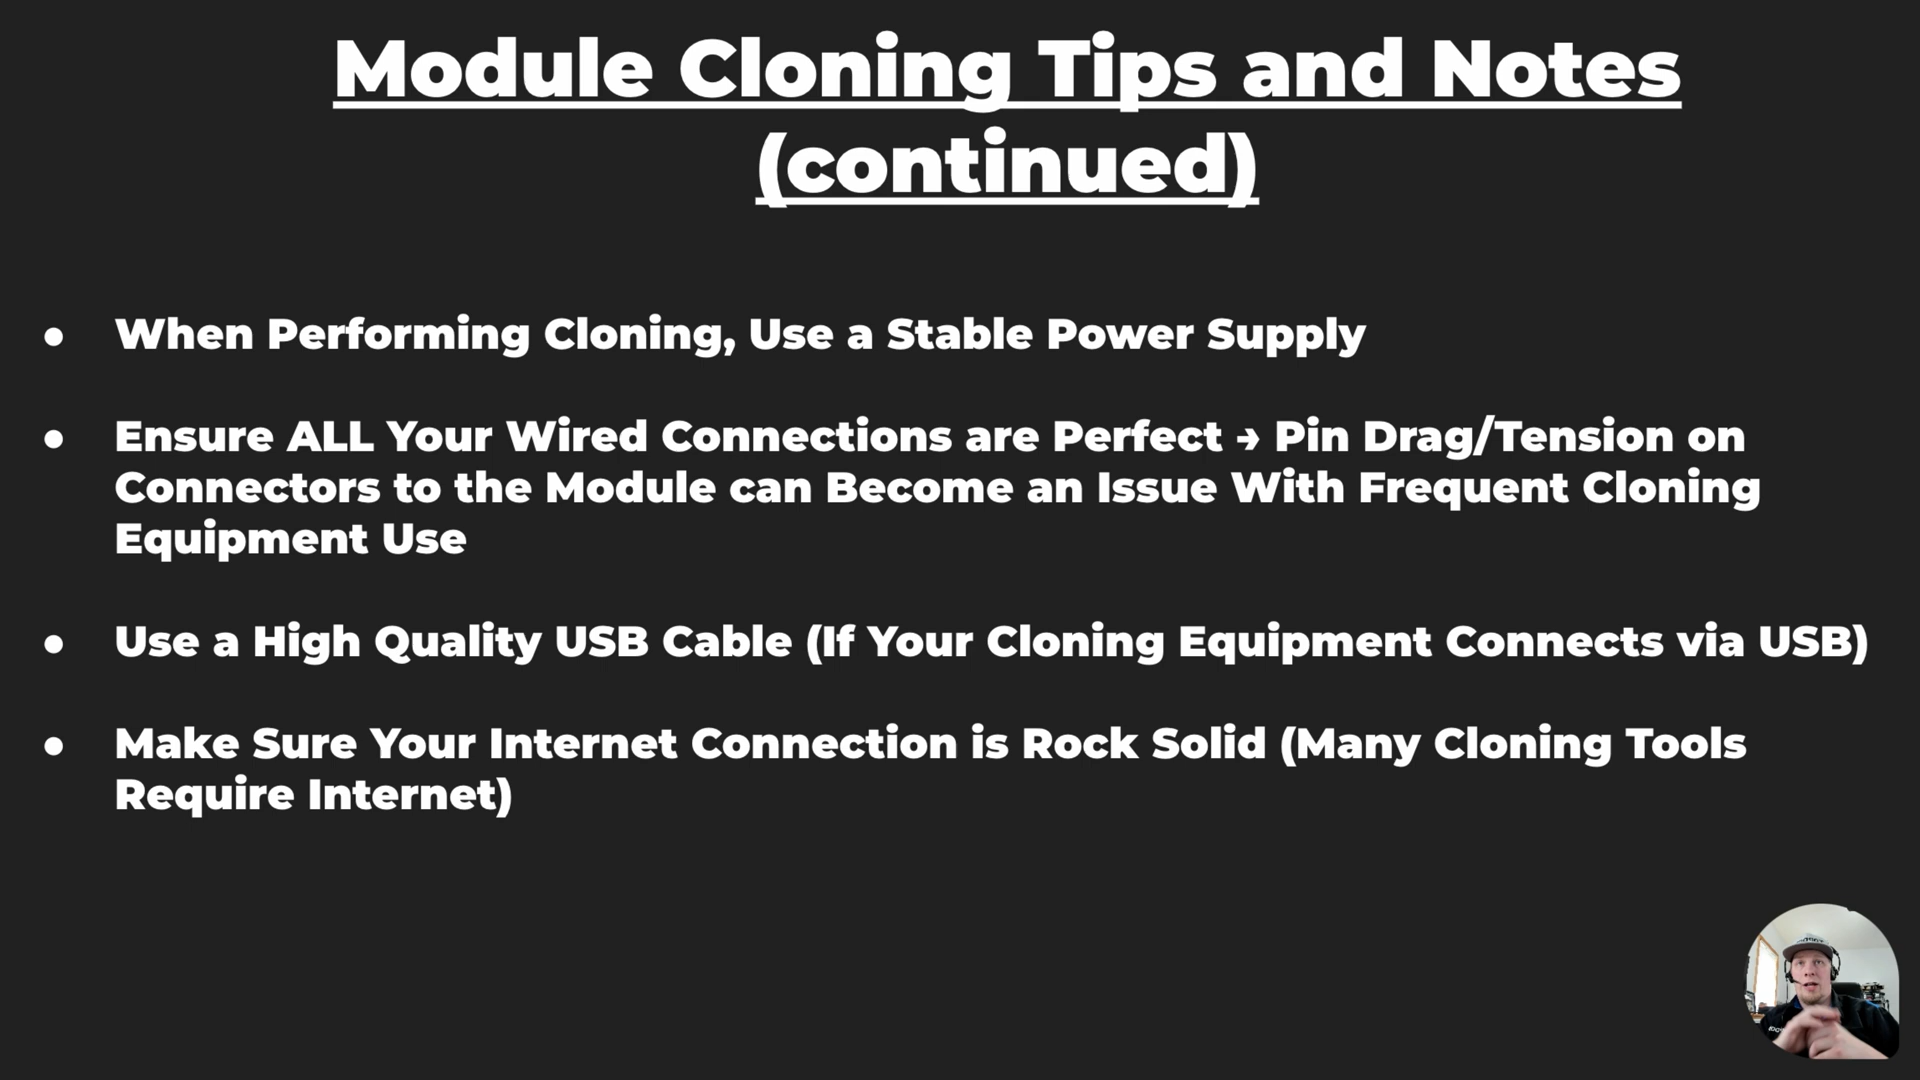 Module Cloning Tips and Notes
(continued)
● When Performing Cloning, Use a Stable Power Supply
● Ensure ALL Your Wired Connections are Perfect → Pin Drag/Tension on
Connectors to the Module can Become an Issue With Frequent Cloning
Equipment Use
● Use a High Quality USB Cable (If Your Cloning Equipment Connects via USB)
● Make Sure Your Internet Connection is Rock Solid (Many Cloning Tools
Require Internet)